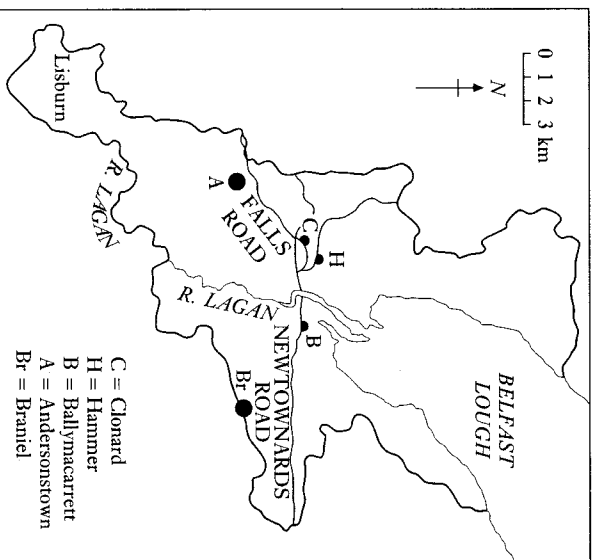 0 1 2 3 km
N
Lisburn
R. LAGAN
A
FALLS
ROAD
C
H
R. LAGAN
B
NEWTOWNARDS
ROAD
Br
BELFAST
LOUGH
C = Clonard
H = Hammer
B = Ballymacarrett
A = Andersonstown
Br = Braniel